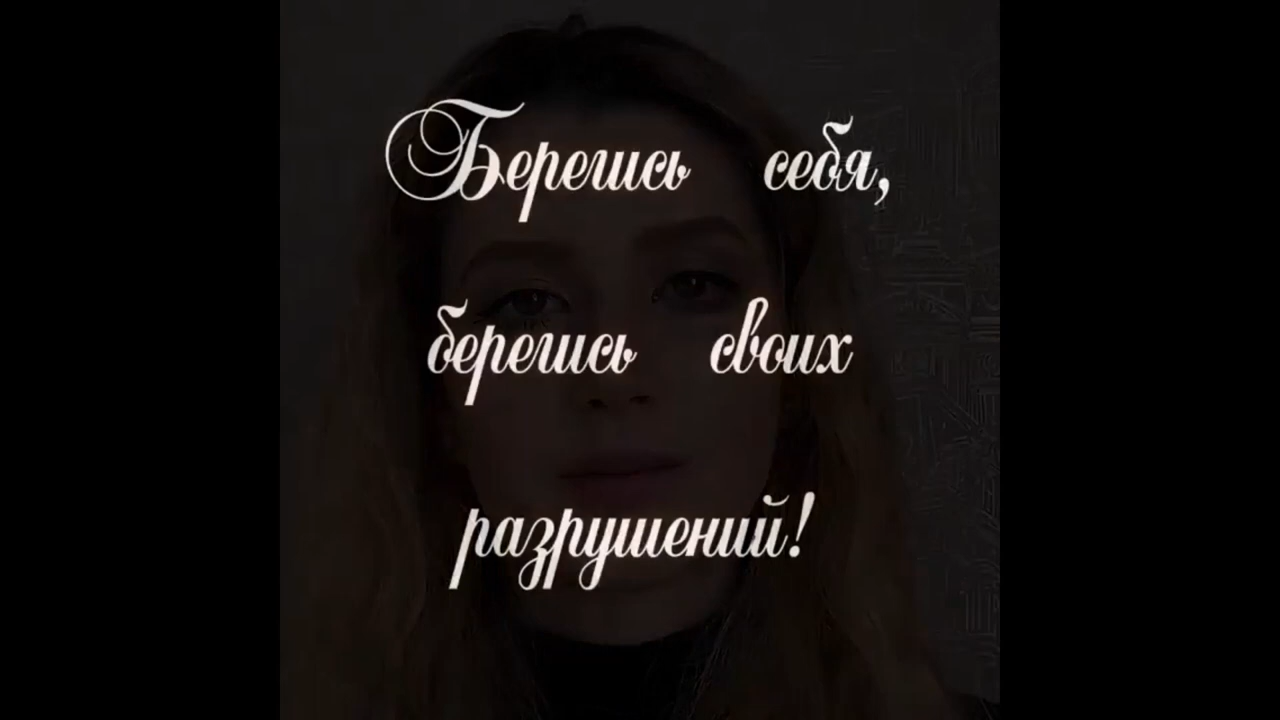 Берегись себя,
берегись своих
разрушений!